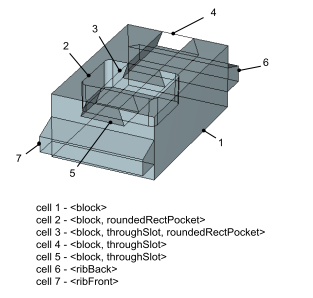 4
3
2
6
1
7
5
cell 1 - <block>
cell 2 - <block, roundedRectPocket>
cell 3 - <block, throughSlot, roundedRectPocket>
cell 4 - <block, throughSlot>
cell 5 - <block, throughSlot>
cell 6 - <ribBack>
cell 7 - <ribFront>